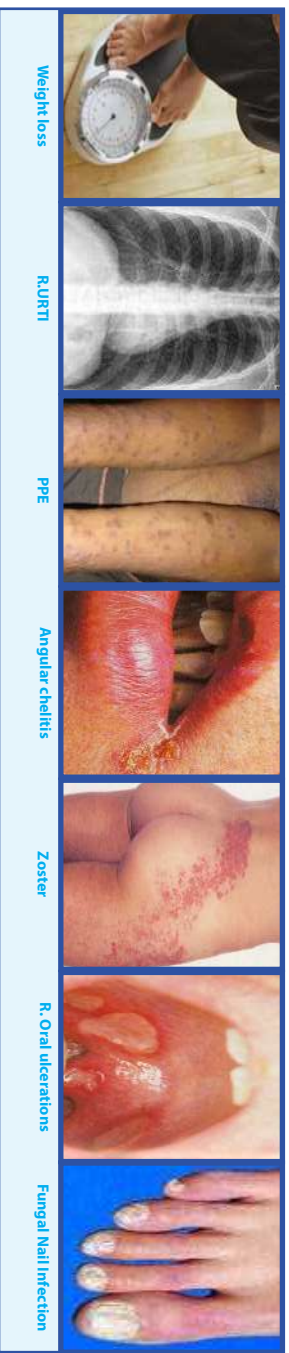 Weight loss
R.URTI
PPE
Angular chelitis
Zoster
R. Oral ulcerations
Fungal Nail Infection